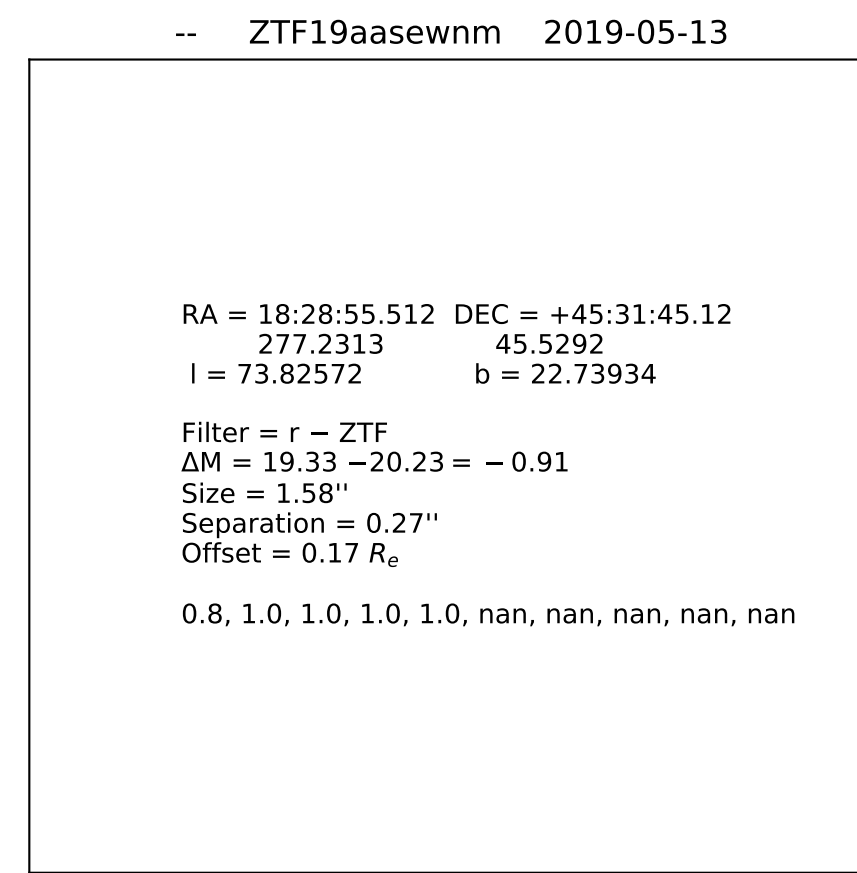 -- ZTF19aasewnm 2019-05-13
RA = 18:28:55.512 DEC = +45:31:45.12
277.2313 45.5292
l = 73.82572 b = 22.73934
Filter = r − ZTF
ΔM = 19.33 −20.23 = − 0.91
Size = 1.58''
Separation = 0.27''
Offset = 0.17 Rₑ
0.8, 1.0, 1.0, 1.0, 1.0, nan, nan, nan, nan, nan